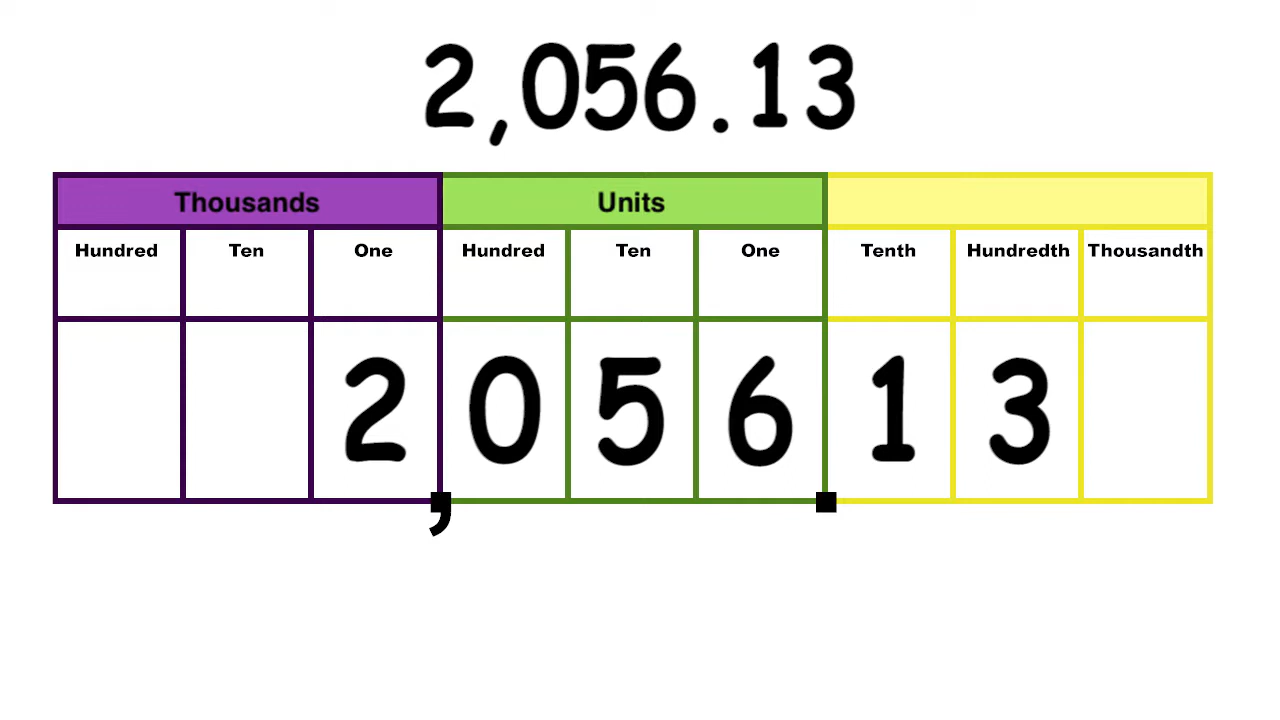 2,056.13
Thousands Units
Hundred Ten One Hundred Ten One Tenth Hundredth Thousandth
2 , 0 5 6 . 1 3